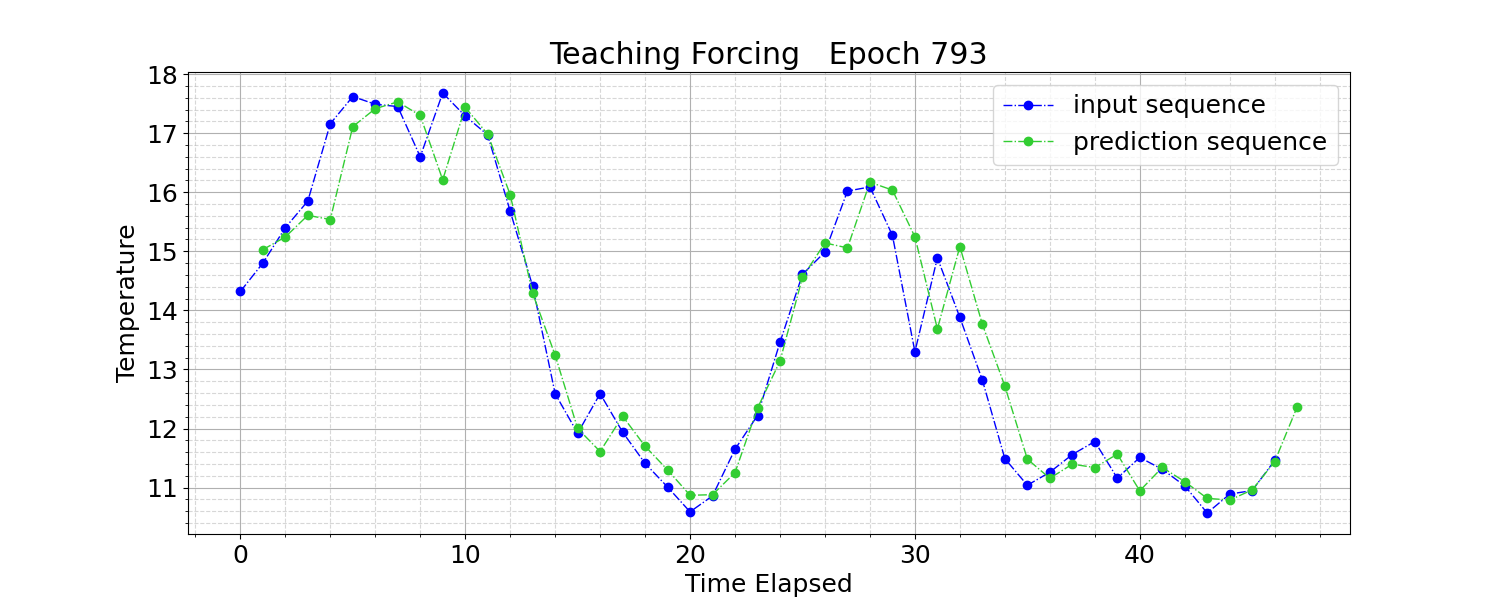 Teaching Forcing   Epoch 793
18
17
16
15
14
13
12
11
Temperature
input sequence
prediction sequence
0 10 20 30 40
Time Elapsed